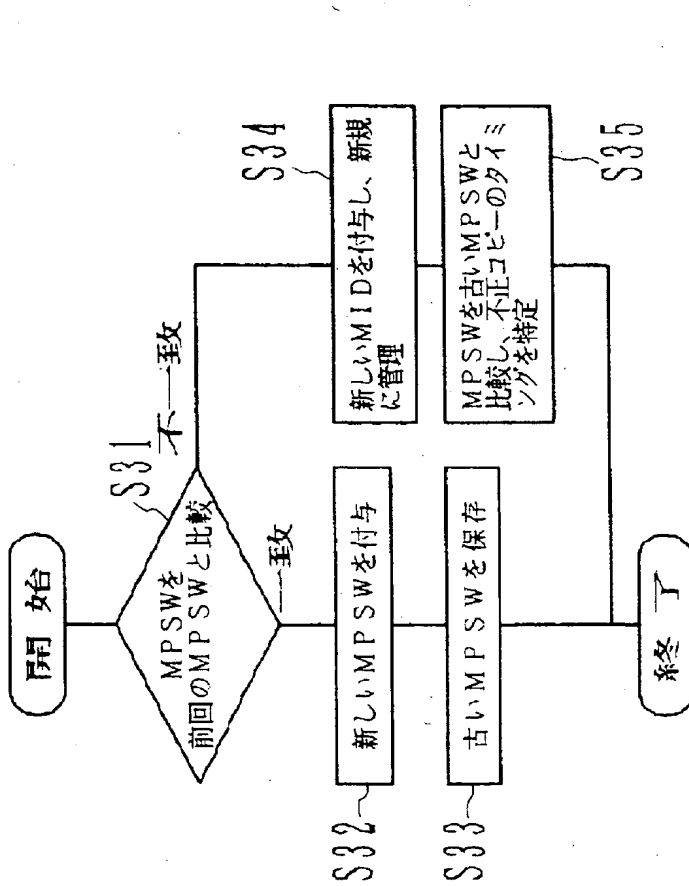 開始
S31
MPSWを
前回のMPSWと比較
不一致
一致
S32
新しいMPSWを付与
S33
古いMPSWを保存
S34
新しいMIDを付与し、新規
に管理
S35
MPSWを古いMPSWと
比較し、不正コピーのタイミ
ングを特定
終了